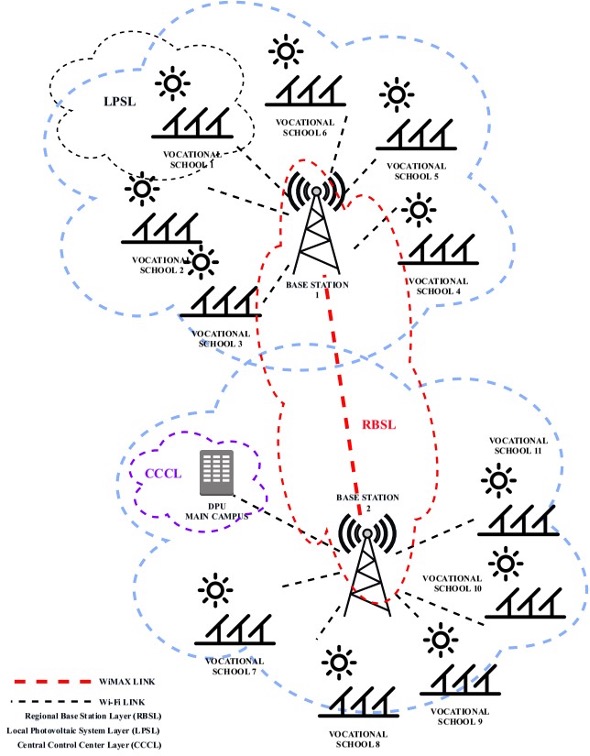 LPSL
VOCATIONAL
SCHOOL 6
VOCATIONAL
SCHOOL 1
VOCATIONAL
SCHOOL 5
VOCATIONAL
SCHOOL 2
VOCATIONAL
SCHOOL 4
BASE STATION
1
VOCATIONAL
SCHOOL 3
RBSL
VOCATIONAL
SCHOOL 11
CCCL
DPU
MAIN CAMPUS
BASE STATION
2
VOCATIONAL
SCHOOL 10
VOCATIONAL
SCHOOL 7
VOCATIONAL
SCHOOL 9
VOCATIONAL
SCHOOL 8
WiMAX LINK
Wi-Fi LINK
Regional Base Station Layer (RBSL)
Local Photovoltaic System Layer (LPSL)
Central Control Center Layer (CCCL)